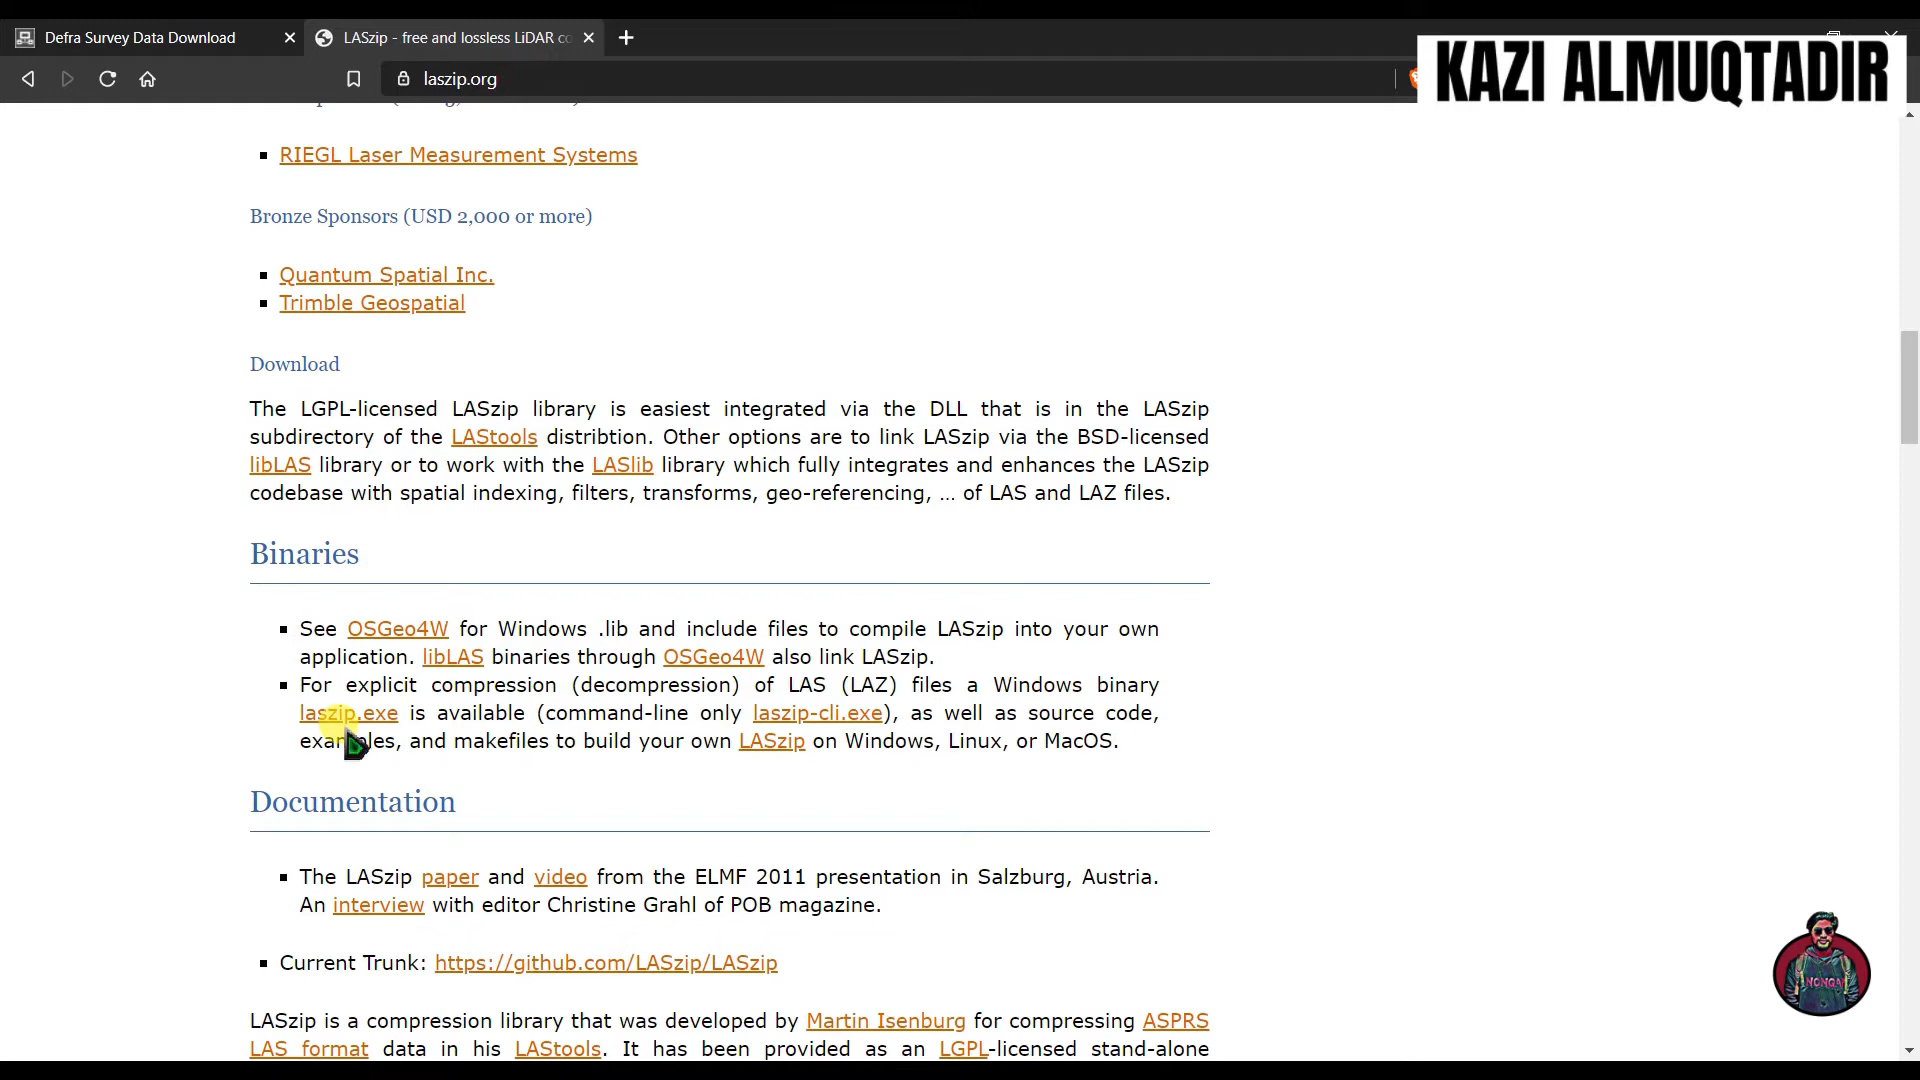 Defra Survey Data Download
LASzip - free and lossless LiDAR co
KAZI ALMUQTADIR
laszip.org
RIEGL Laser Measurement Systems
Bronze Sponsors (USD 2,000 or more)
Quantum Spatial Inc.
Trimble Geospatial
Download
The LGPL-licensed LASzip library is easiest integrated via the DLL that is in the LASzip
subdirectory of the LAStools distribtion. Other options are to link LASzip via the BSD-licensed
libLAS library or to work with the LASlib library which fully integrates and enhances the LASzip
codebase with spatial indexing, filters, transforms, geo-referencing, … of LAS and LAZ files.
Binaries
See OSGeo4W for Windows .lib and include files to compile LASzip into your own
application. libLAS binaries through OSGeo4W also link LASzip.
For explicit compression (decompression) of LAS (LAZ) files a Windows binary
laszip.exe is available (command-line only laszip-cli.exe), as well as source code,
examples, and makefiles to build your own LASzip on Windows, Linux, or MacOS.
Documentation
The LASzip paper and video from the ELMF 2011 presentation in Salzburg, Austria.
An interview with editor Christine Grahl of POB magazine.
Current Trunk: https://github.com/LASzip/LASzip
NONGAR
LASzip is a compression library that was developed by Martin Isenburg for compressing ASPRS
LAS format data in his LAStools. It has been provided as an LGPL-licensed stand-alone